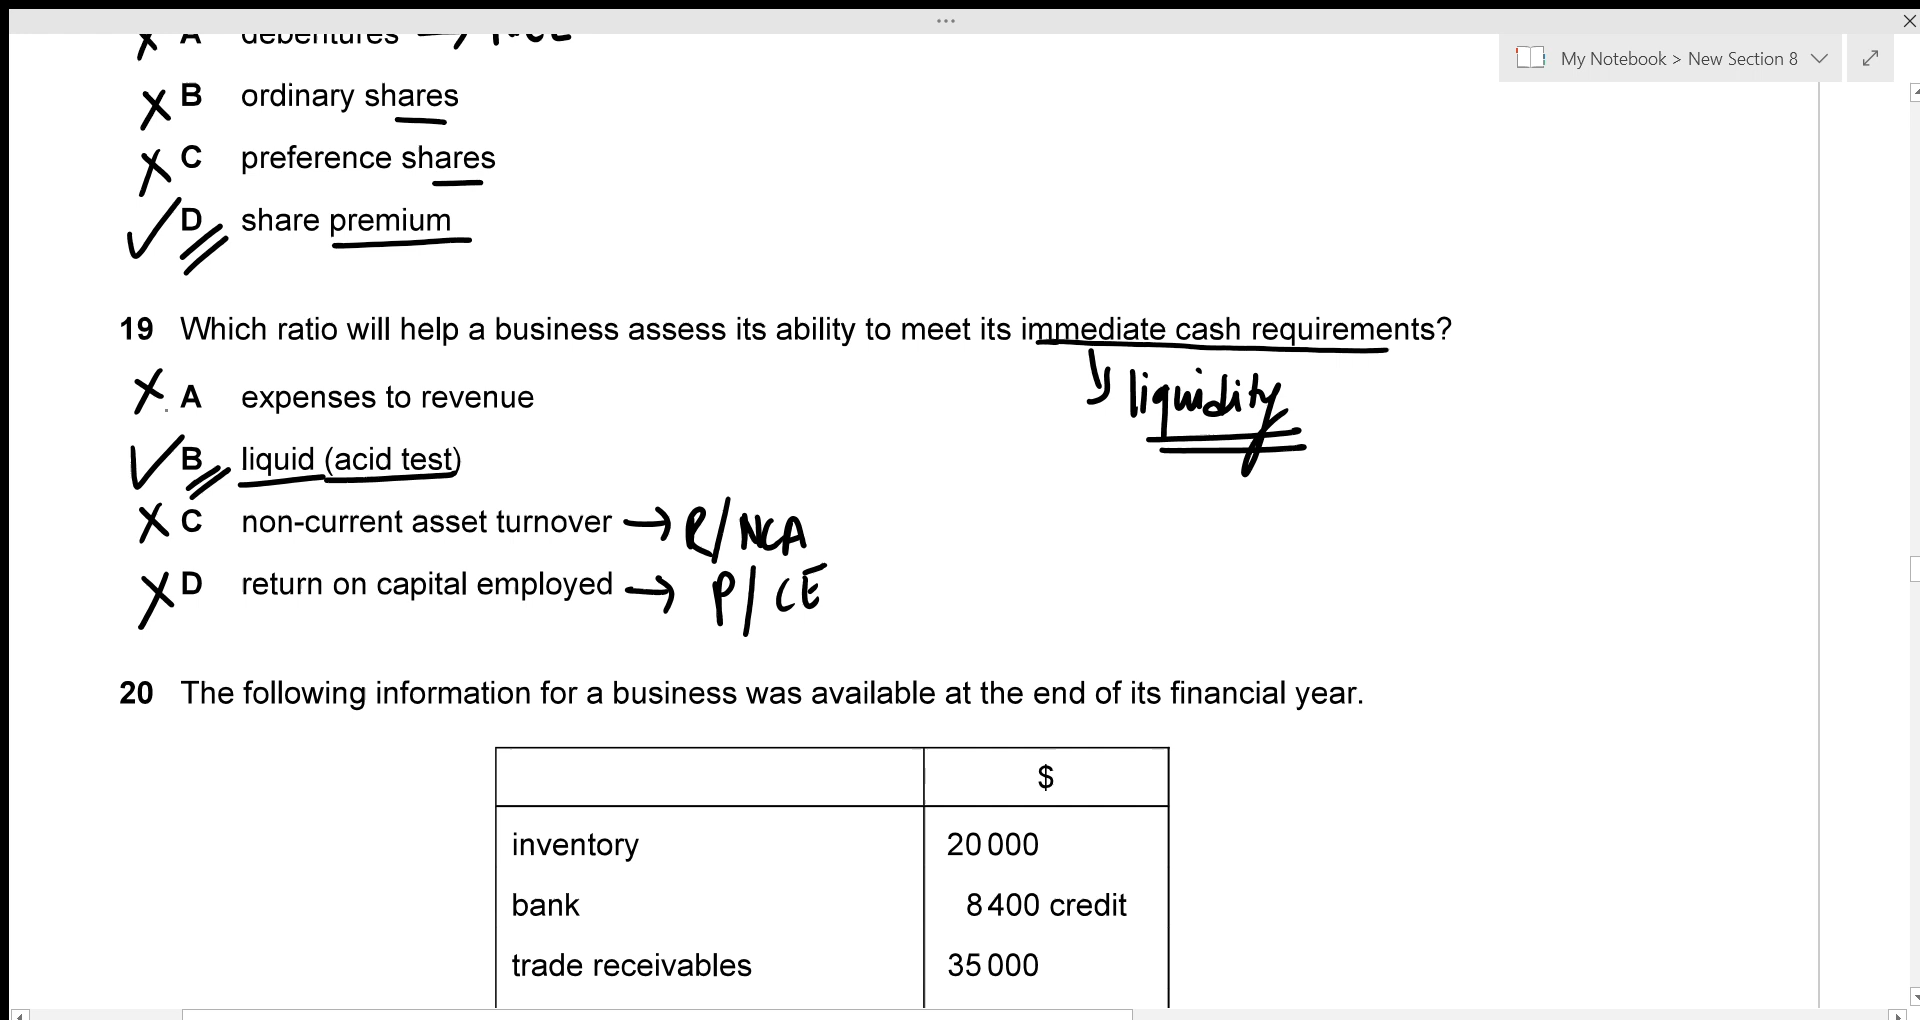 My Notebook > New Section 8
A debentures → NCL
B ordinary shares
C preference shares
D share premium
19 Which ratio will help a business assess its ability to meet its immediate cash requirements?
liquidity
A expenses to revenue
B liquid (acid test)
C non-current asset turnover → R/NCA
D return on capital employed → P/CE
20 The following information for a business was available at the end of its financial year.
$
inventory 20 000
bank 8 400 credit
trade receivables 35 000